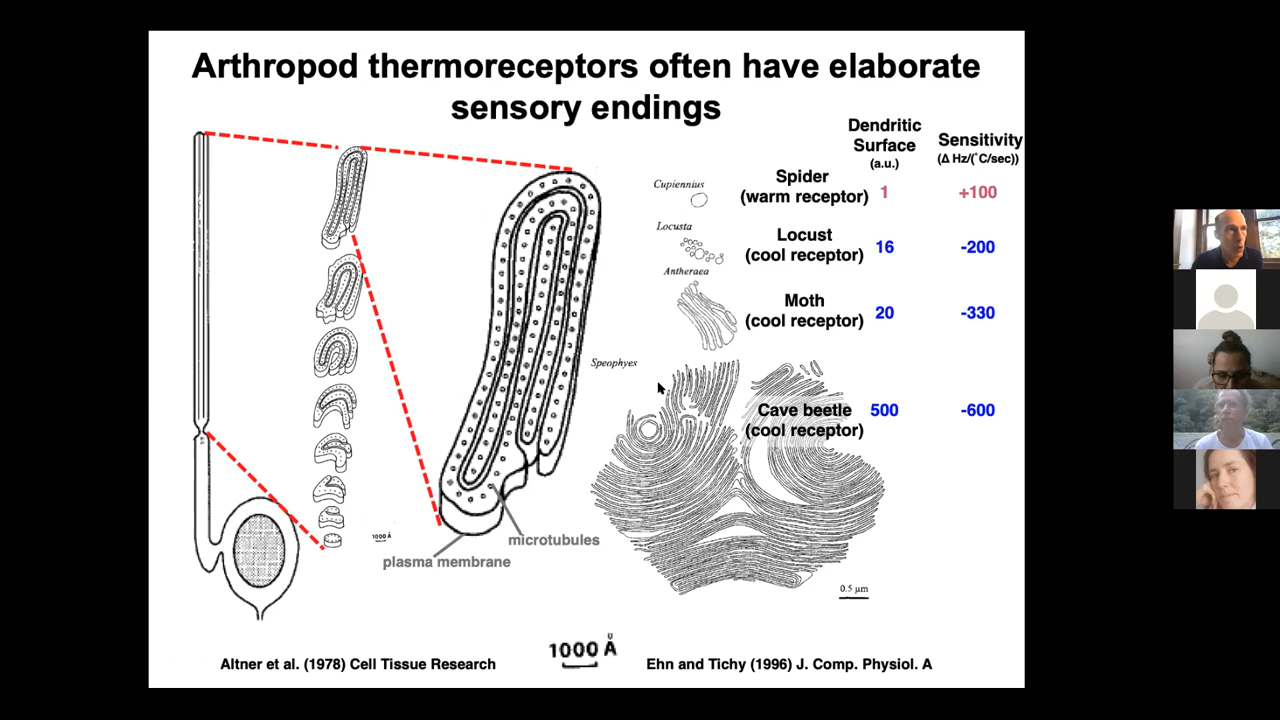 Arthropod thermoreceptors often have elaborate
sensory endings
Dendritic
Surface
(a.u.)
Sensitivity
(Δ Hz/(˚C/sec))
Cupiennius
Spider
(warm receptor)
1
+100
Locusta
Locust
(cool receptor)
16
-200
Antheraea
Moth
(cool receptor)
20
-330
Speophyes
Cave beetle
(cool receptor)
500
-600
1000 Å
microtubules
plasma membrane
0.5 µm
1000 Å
Altner et al. (1978) Cell Tissue Research
Ehn and Tichy (1996) J. Comp. Physiol. A